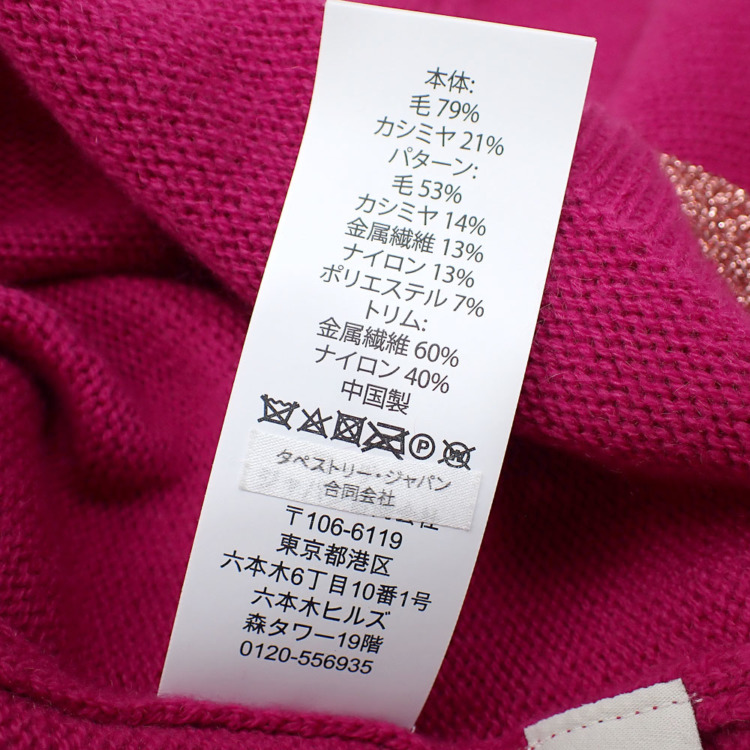 本体:
毛 79%
カシミヤ 21%
パターン:
毛 53%
カシミヤ 14%
金属繊維 13%
ナイロン 13%
ポリエステル 7%
トリム:
金属繊維 60%
ナイロン 40%
中国製
P W
タペストリー・ジャパン
合同会社
〒106-6119
東京都港区
六本木6丁目10番1号
六本木ヒルズ
森タワー19階
0120-556935